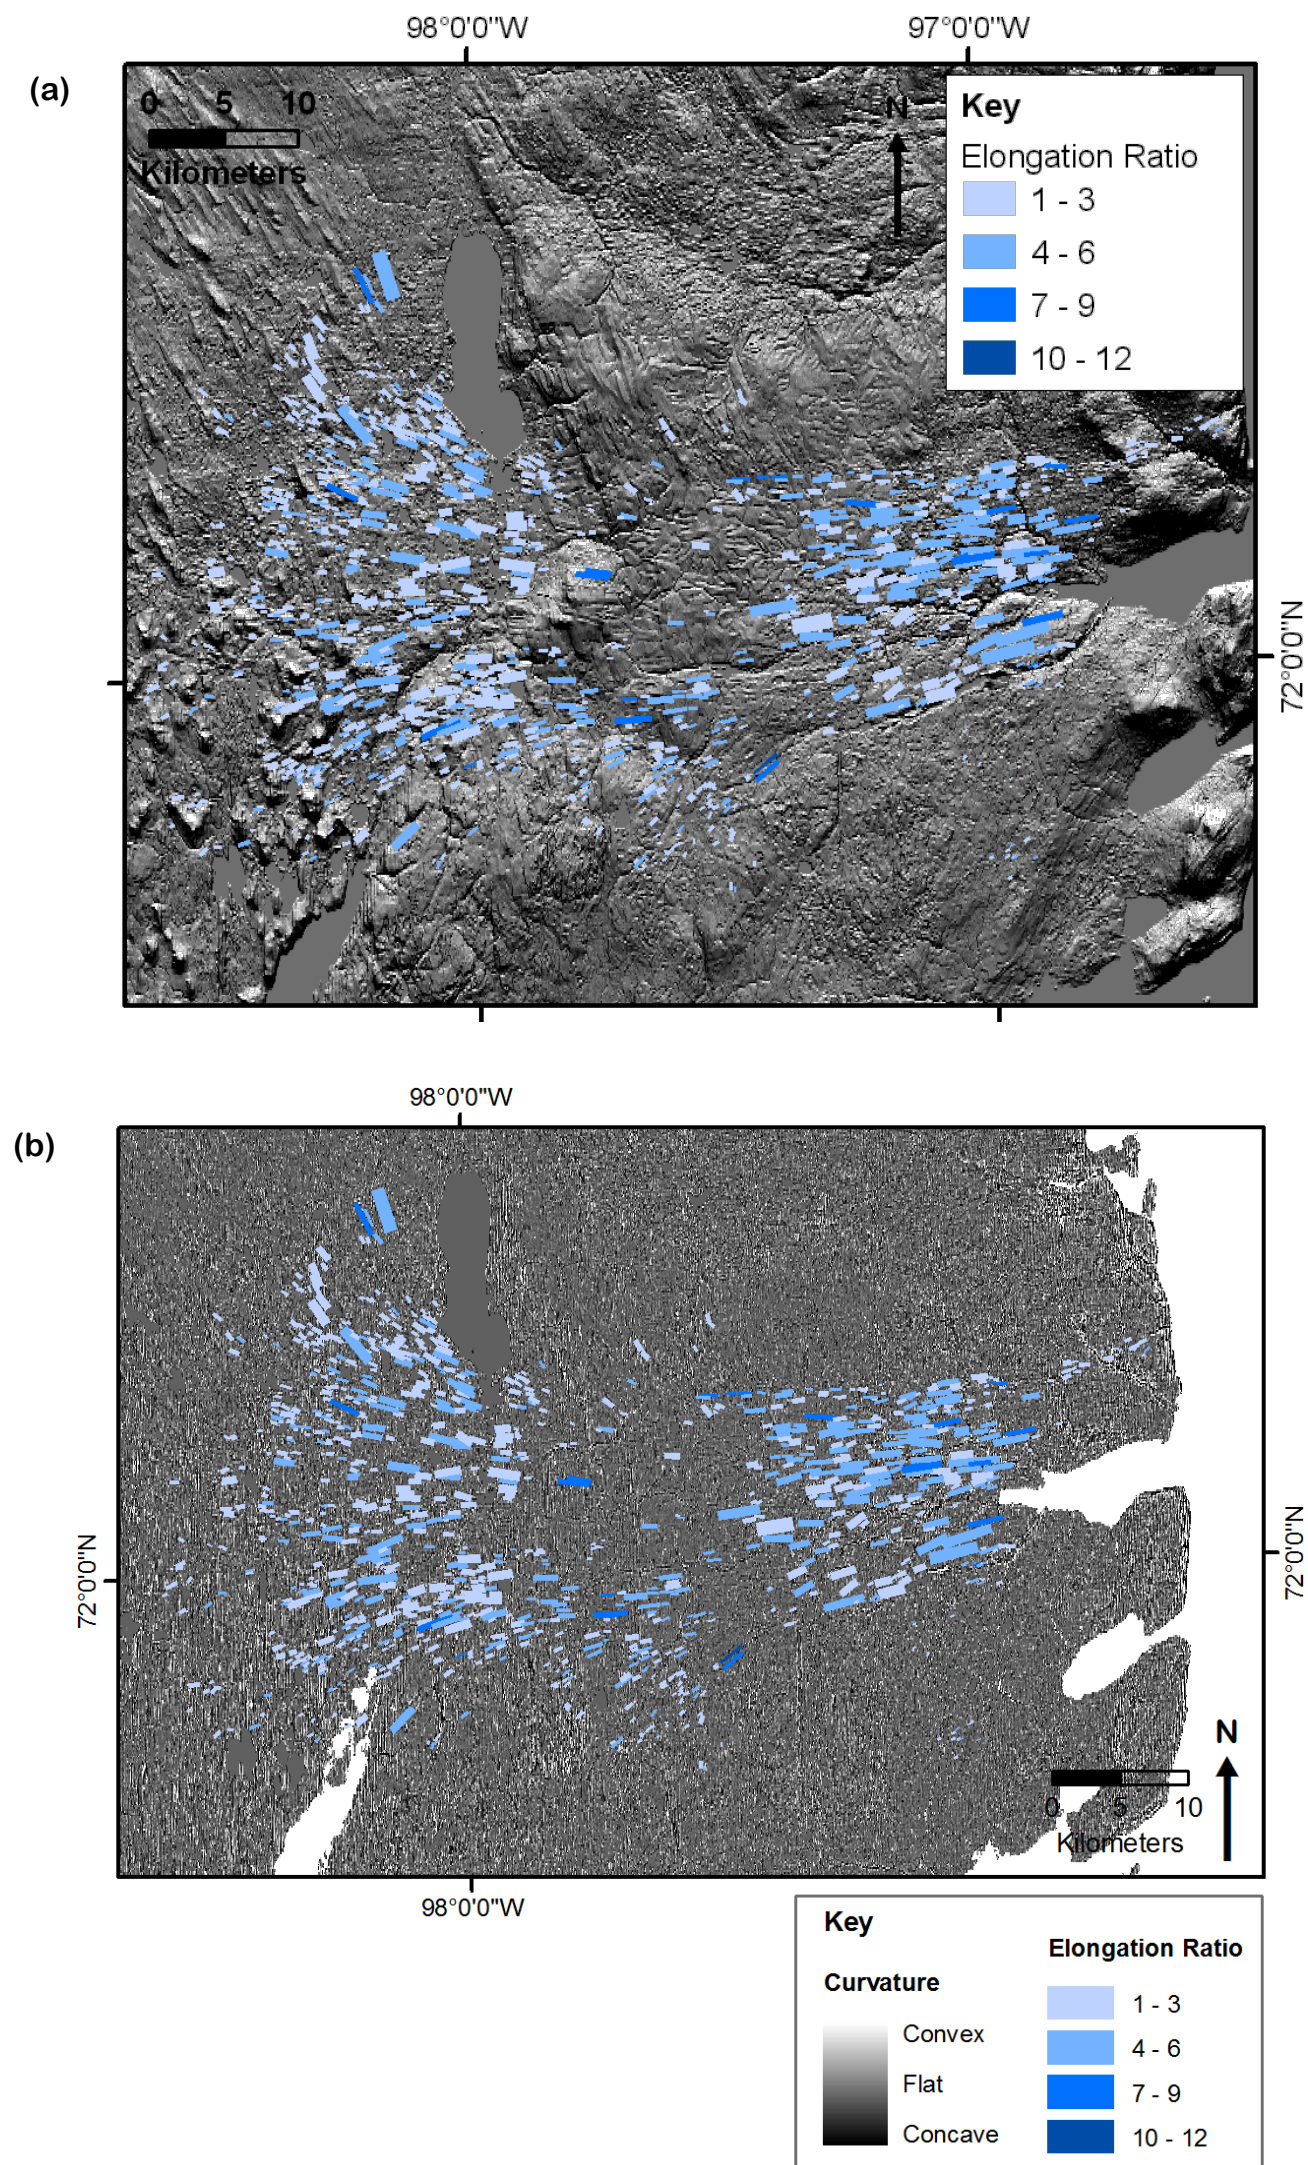 98°0'0"W 97°0'0"W
(a)
0 5 10
Kilometers
N
Key
Elongation Ratio
1 - 3
4 - 6
7 - 9
10 - 12
72°0'0"N
98°0'0"W
(b)
72°0'0"N
72°0'0"N
N
0 5 10
Kilometers
98°0'0"W
Key
Curvature
Convex
Flat
Concave
Elongation Ratio
1 - 3
4 - 6
7 - 9
10 - 12